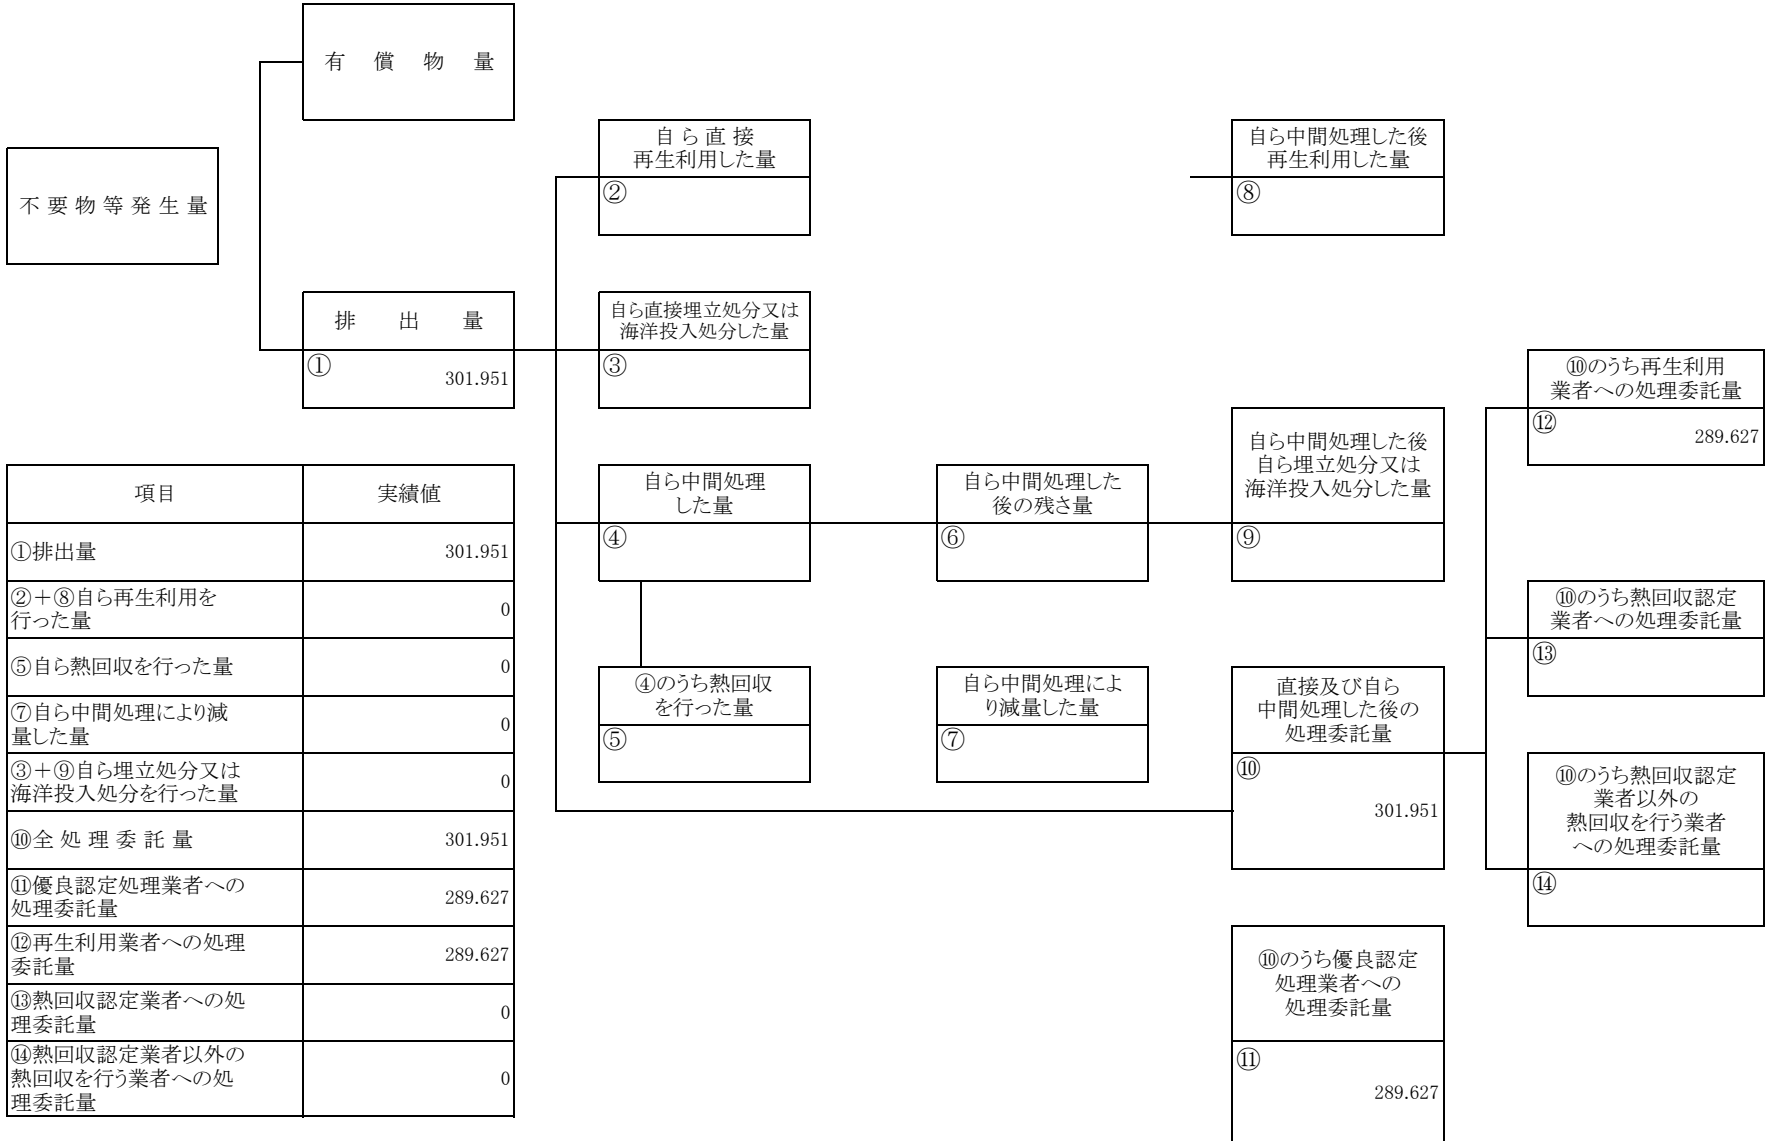 有償物量
不要物等発生量
排出量
①
301.951
自ら直接
再生利用した量
②
自ら直接埋立処分又は
海洋投入処分した量
③
自ら中間処理
した量
④
④のうち熱回収
を行った量
⑤
自ら中間処理した
後の残さ量
⑥
自ら中間処理によ
り減量した量
⑦
自ら中間処理した後
再生利用した量
⑧
自ら中間処理した後
自ら埋立処分又は
海洋投入処分した量
⑨
直接及び自ら
中間処理した後の
処理委託量
⑩
301.951
⑩のうち優良認定
処理業者への
処理委託量
⑪
289.627
⑩のうち再生利用
業者への処理委託量
⑫
289.627
⑩のうち熱回収認定
業者への処理委託量
⑬
⑩のうち熱回収認定
業者以外の
熱回収を行う業者
への処理委託量
⑭
項目 実績値
①排出量 301.951
②＋⑧自ら再生利用を
行った量 0
⑤自ら熱回収を行った量 0
⑦自ら中間処理により減
量した量 0
③＋⑨自ら埋立処分又は
海洋投入処分を行った量 0
⑩全処理委託量 301.951
⑪優良認定処理業者への
処理委託量 289.627
⑫再生利用業者への処理
委託量 289.627
⑬熱回収認定業者への処
理委託量 0
⑭熱回収認定業者以外の
熱回収を行う業者への処
理委託量 0